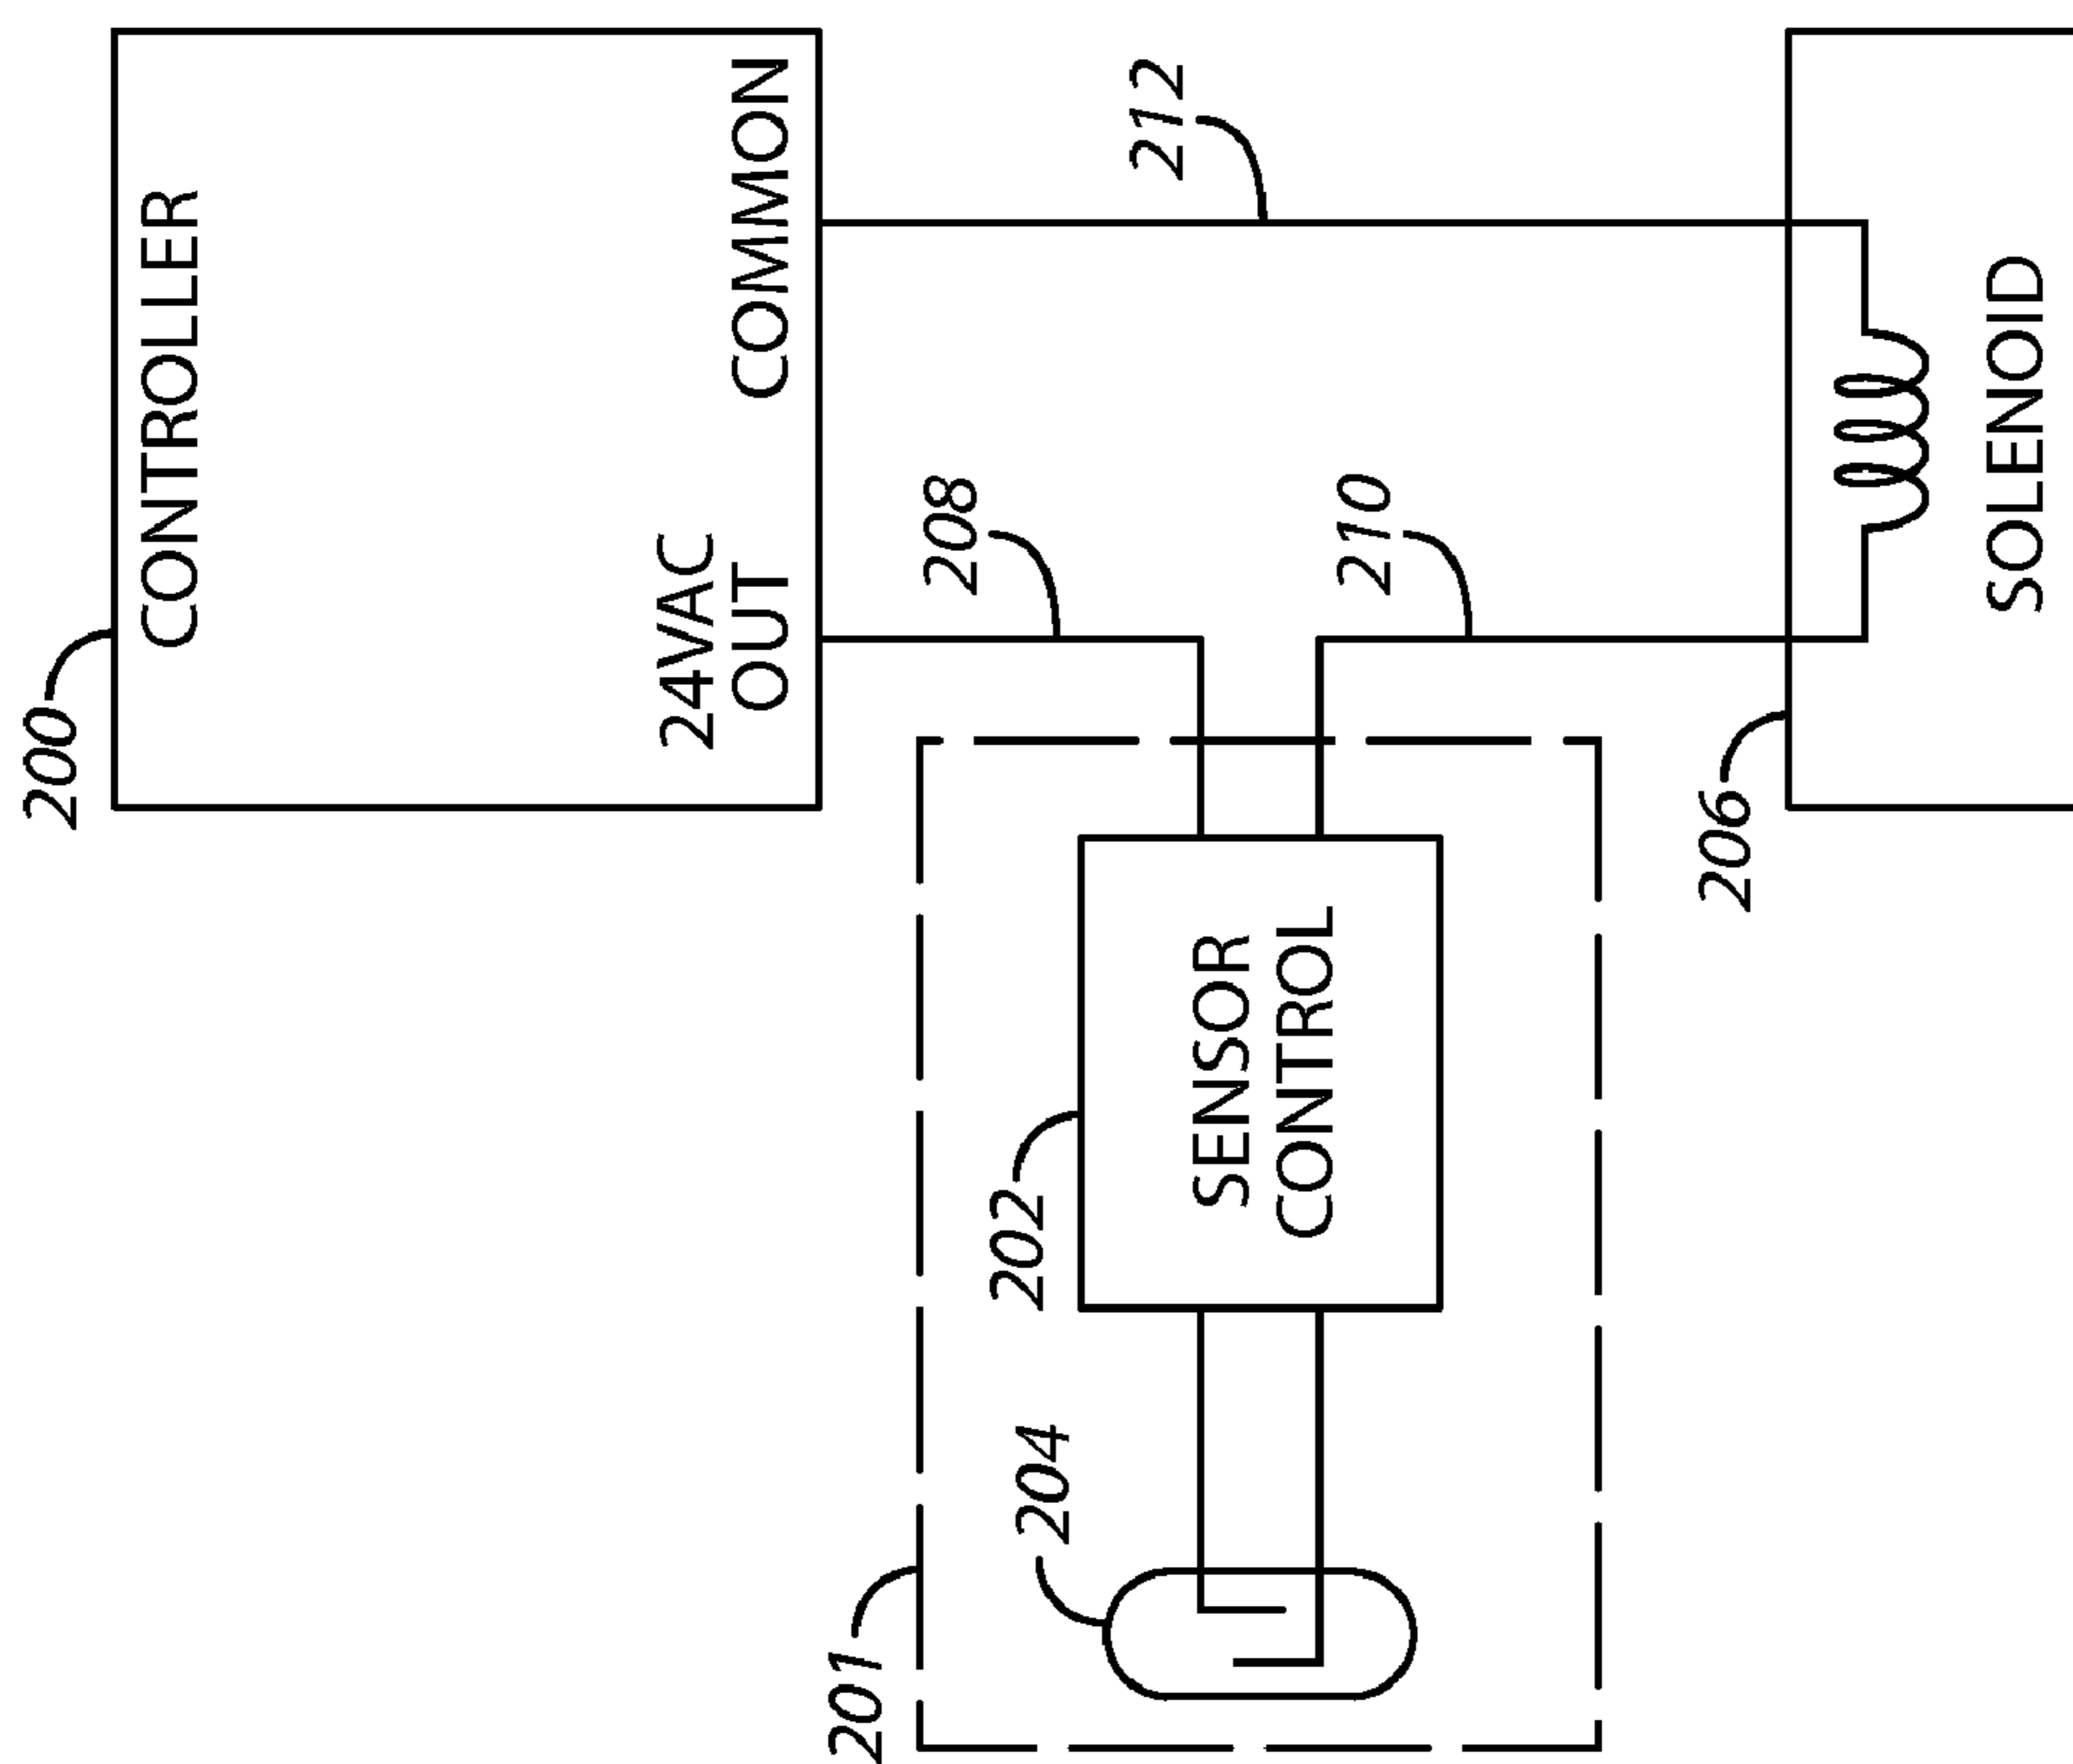 200
CONTROLLER
24VAC
OUT
COMMON
208
212
210
201
202
204
SENSOR
CONTROL
206
SOLENOID